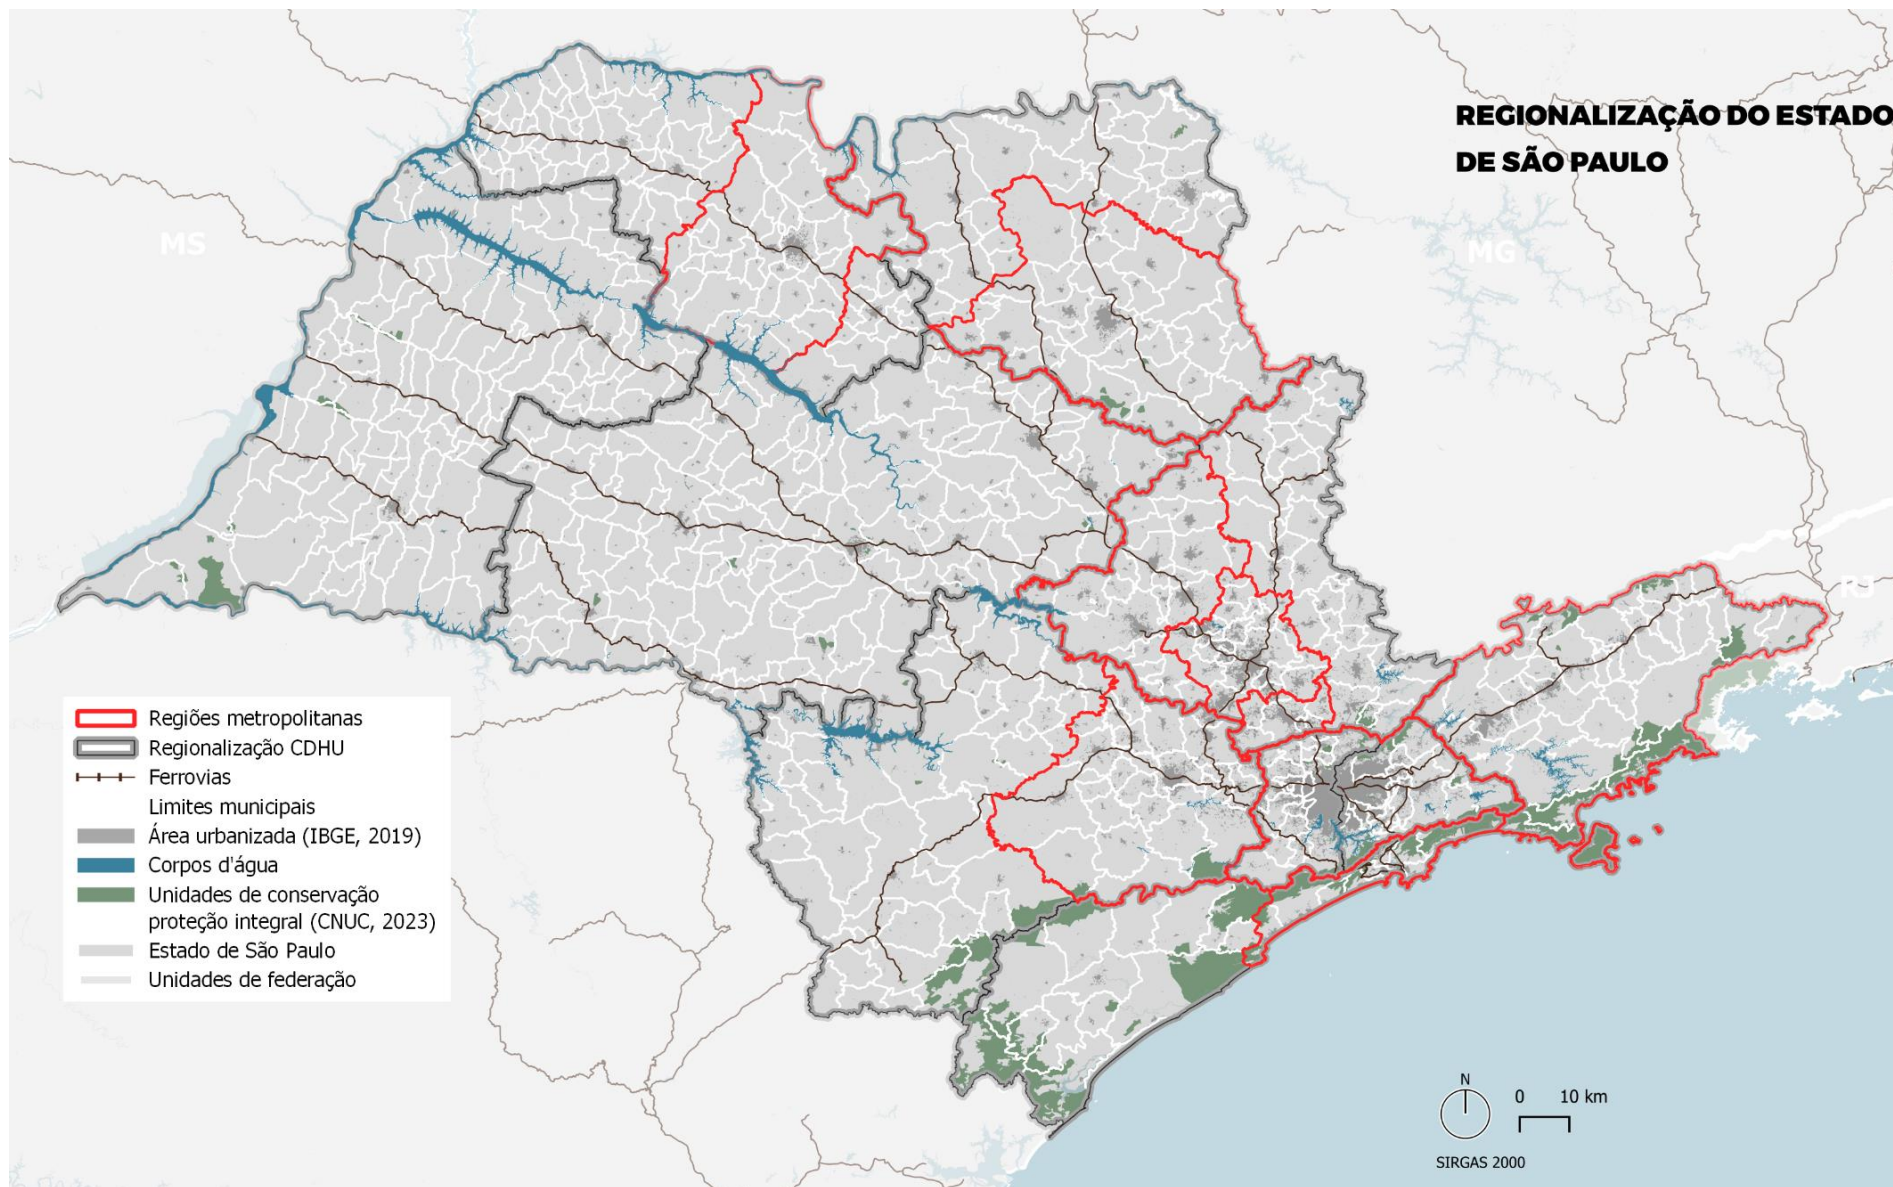 REGIONALIZAÇÃO DO ESTADO
DE SÃO PAULO
MS
MG
RJ
Regiões metropolitanas
Regionalização CDHU
Ferrovias
Limites municipais
Área urbanizada (IBGE, 2019)
Corpos d'água
Unidades de conservação
proteção integral (CNUC, 2023)
Estado de São Paulo
Unidades de federação
N
0 10 km
SIRGAS 2000